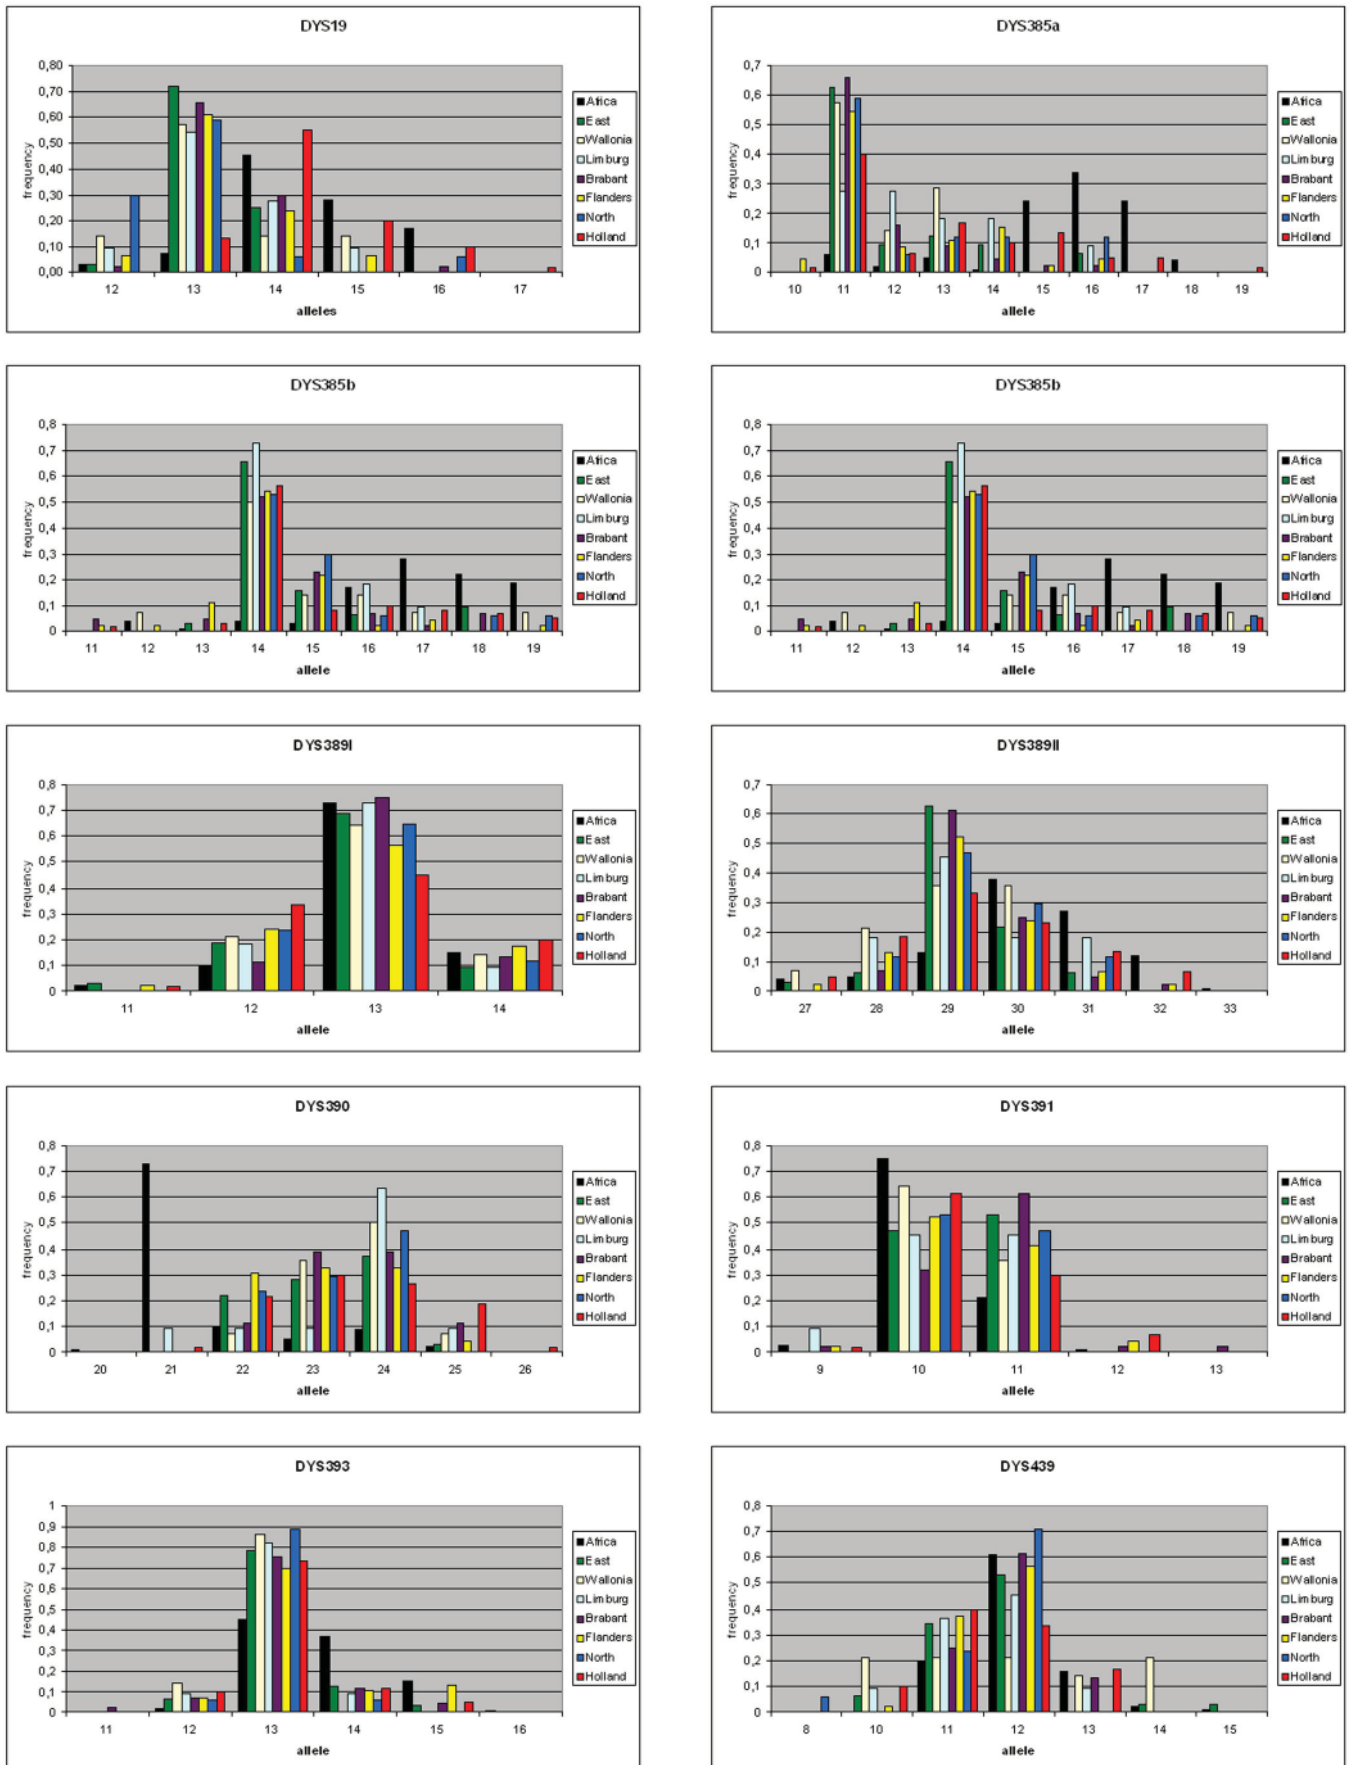 DYS19
0,80
0,70
0,60
0,50
0,40
0,30
0,20
0,10
0,00
frequency
12 13 14 15 16 17
alleles
Africa
East
Wallonia
Limburg
Brabant
Flanders
North
Holland
DYS385a
0,7
0,6
0,5
0,4
0,3
0,2
0,1
0
frequency
10 11 12 13 14 15 16 17 18 19
allele
Africa
East
Wallonia
Limburg
Brabant
Flanders
North
Holland
DYS385b
0,8
0,7
0,6
0,5
0,4
0,3
0,2
0,1
0
frequency
11 12 13 14 15 16 17 18 19
allele
Africa
East
Wallonia
Limburg
Brabant
Flanders
North
Holland
DYS385b
0,8
0,7
0,6
0,5
0,4
0,3
0,2
0,1
0
frequency
11 12 13 14 15 16 17 18 19
allele
Africa
East
Wallonia
Limburg
Brabant
Flanders
North
Holland
DYS389I
0,8
0,7
0,6
0,5
0,4
0,3
0,2
0,1
0
frequency
11 12 13 14
allele
Africa
East
Wallonia
Limburg
Brabant
Flanders
North
Holland
DYS389II
0,7
0,6
0,5
0,4
0,3
0,2
0,1
0
frequency
27 28 29 30 31 32 33
allele
Africa
East
Wallonia
Limburg
Brabant
Flanders
North
Holland
DYS390
0,8
0,7
0,6
0,5
0,4
0,3
0,2
0,1
0
frequency
20 21 22 23 24 25 26
allele
Africa
East
Wallonia
Limburg
Brabant
Flanders
North
Holland
DYS391
0,8
0,7
0,6
0,5
0,4
0,3
0,2
0,1
0
frequency
9 10 11 12 13
allele
Africa
East
Wallonia
Limburg
Brabant
Flanders
North
Holland
DYS393
1
0,9
0,8
0,7
0,6
0,5
0,4
0,3
0,2
0,1
0
frequency
11 12 13 14 15 16
allele
Africa
East
Wallonia
Limburg
Brabant
Flanders
North
Holland
DYS439
0,8
0,7
0,6
0,5
0,4
0,3
0,2
0,1
0
frequency
8 10 11 12 13 14 15
allele
Africa
East
Wallonia
Limburg
Brabant
Flanders
North
Holland